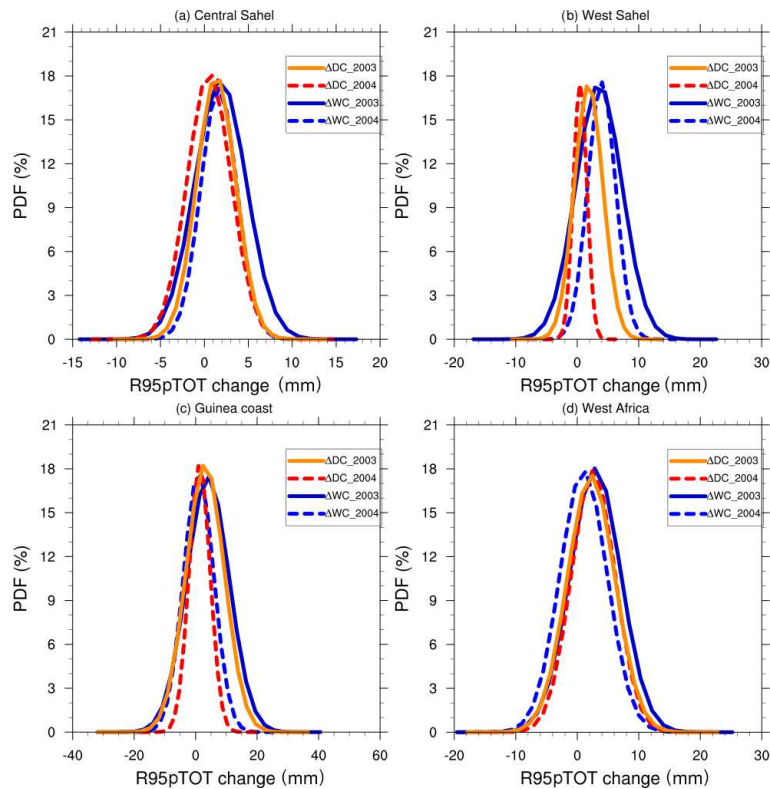 (a) Central Sahel
21
18
15
12
9
6
3
0
PDF (%)
-15 -10 -5 0 5 10 15 20
R95pTOT change (mm)
ΔDC_2003
ΔDC_2004
ΔWC_2003
ΔWC_2004
(b) West Sahel
21
18
15
12
9
6
3
0
PDF (%)
-20 -10 0 10 20 30
R95pTOT change (mm)
ΔDC_2003
ΔDC_2004
ΔWC_2003
ΔWC_2004
(c) Guinea coast
21
18
15
12
9
6
3
0
PDF (%)
-40 -20 0 20 40 60
R95pTOT change (mm)
ΔDC_2003
ΔDC_2004
ΔWC_2003
ΔWC_2004
(d) West Africa
21
18
15
12
9
6
3
0
PDF (%)
-20 -10 0 10 20 30
R95pTOT change (mm)
ΔDC_2003
ΔDC_2004
ΔWC_2003
ΔWC_2004